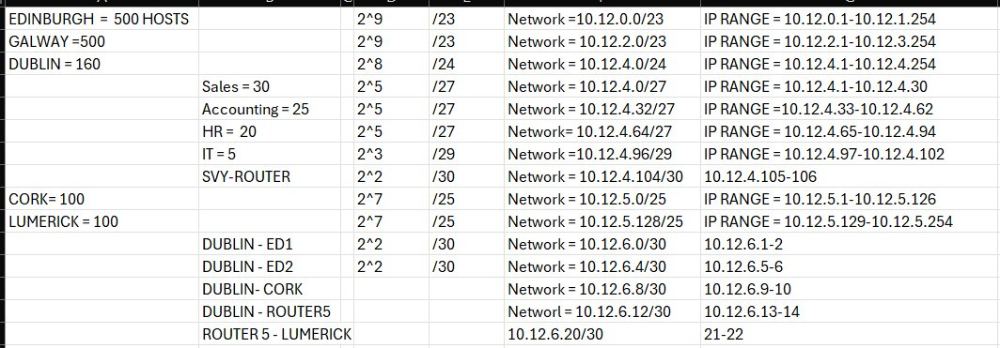 EDINBURGH = 500 HOSTS 2^9 /23 Network =10.12.0.0/23 IP RANGE = 10.12.0.1-10.12.1.254
GALWAY =500 2^9 /23 Network = 10.12.2.0/23 IP RANGE = 10.12.2.1-10.12.3.254
DUBLIN = 160 2^8 /24 Network = 10.12.4.0/24 IP RANGE = 10.12.4.1-10.12.4.254
Sales = 30 2^5 /27 Network = 10.12.4.0/27 IP RANGE = 10.12.4.1-10.12.4.30
Accounting = 25 2^5 /27 Network = 10.12.4.32/27 IP RANGE =10.12.4.33-10.12.4.62
HR = 20 2^5 /27 Network= 10.12.4.64/27 IP RANGE = 10.12.4.65-10.12.4.94
IT = 5 2^3 /29 Network =10.12.4.96/29 IP RANGE = 10.12.4.97-10.12.4.102
SVY-ROUTER 2^2 /30 Network = 10.12.4.104/30 10.12.4.105-106
CORK= 100 2^7 /25 Network = 10.12.5.0/25 IP RANGE = 10.12.5.1-10.12.5.126
LUMERICK = 100 2^7 /25 Network = 10.12.5.128/25 IP RANGE = 10.12.5.129-10.12.5.254
DUBLIN - ED1 2^2 /30 Network = 10.12.6.0/30 10.12.6.1-2
DUBLIN - ED2 2^2 /30 Network = 10.12.6.4/30 10.12.6.5-6
DUBLIN- CORK Network = 10.12.6.8/30 10.12.6.9-10
DUBLIN - ROUTER5 Networl = 10.12.6.12/30 10.12.6.13-14
ROUTER 5 - LUMERICK 10.12.6.20/30 21-22